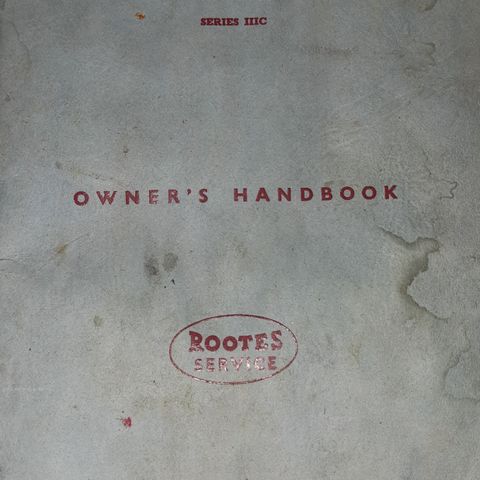 SERIES IIIC
OWNER'S HANDBOOK
ROOTES
SERVICE